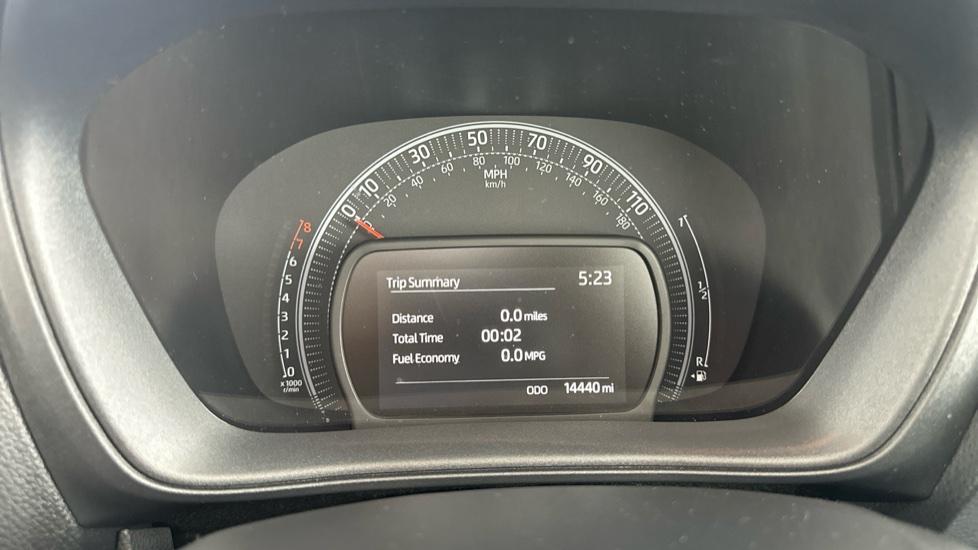 50
30
70
10
90
0
110
80
100
60
120
40
140
20
160
180
MPH
km/h
8
7
6
5
4
3
2
1
0
x1000
r/min
1
1/2
R
Trip Summary 5:23
Distance 0.0 miles
Total Time 00:02
Fuel Economy 0.0 MPG
ODO 14440 mi